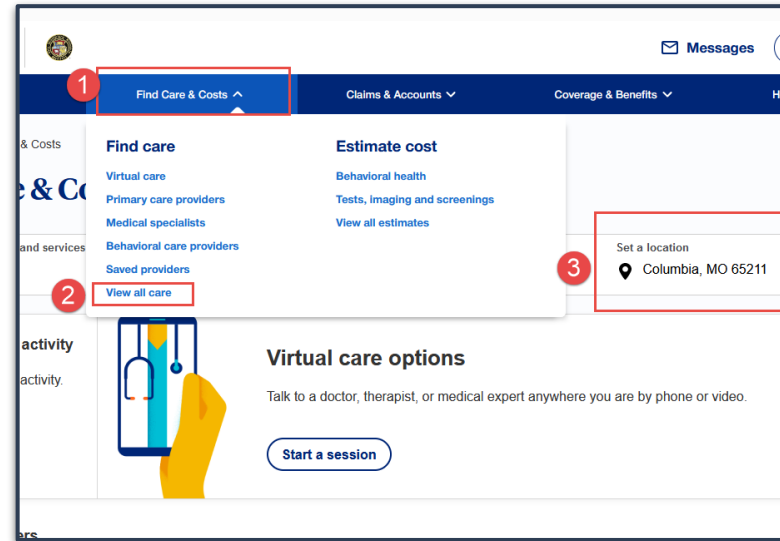 Messages
1
Find Care & Costs
Claims & Accounts
Coverage & Benefits
H
& Costs
Find care
Estimate cost
Virtual care
Behavioral health
e & Co
Primary care providers
Tests, imaging and screenings
Medical specialists
View all estimates
and services
Behavioral care providers
Set a location
Saved providers
3
Columbia, MO 65211
2
View all care
activity
Virtual care options
activity.
Talk to a doctor, therapist, or medical expert anywhere you are by phone or video.
Start a session
ers